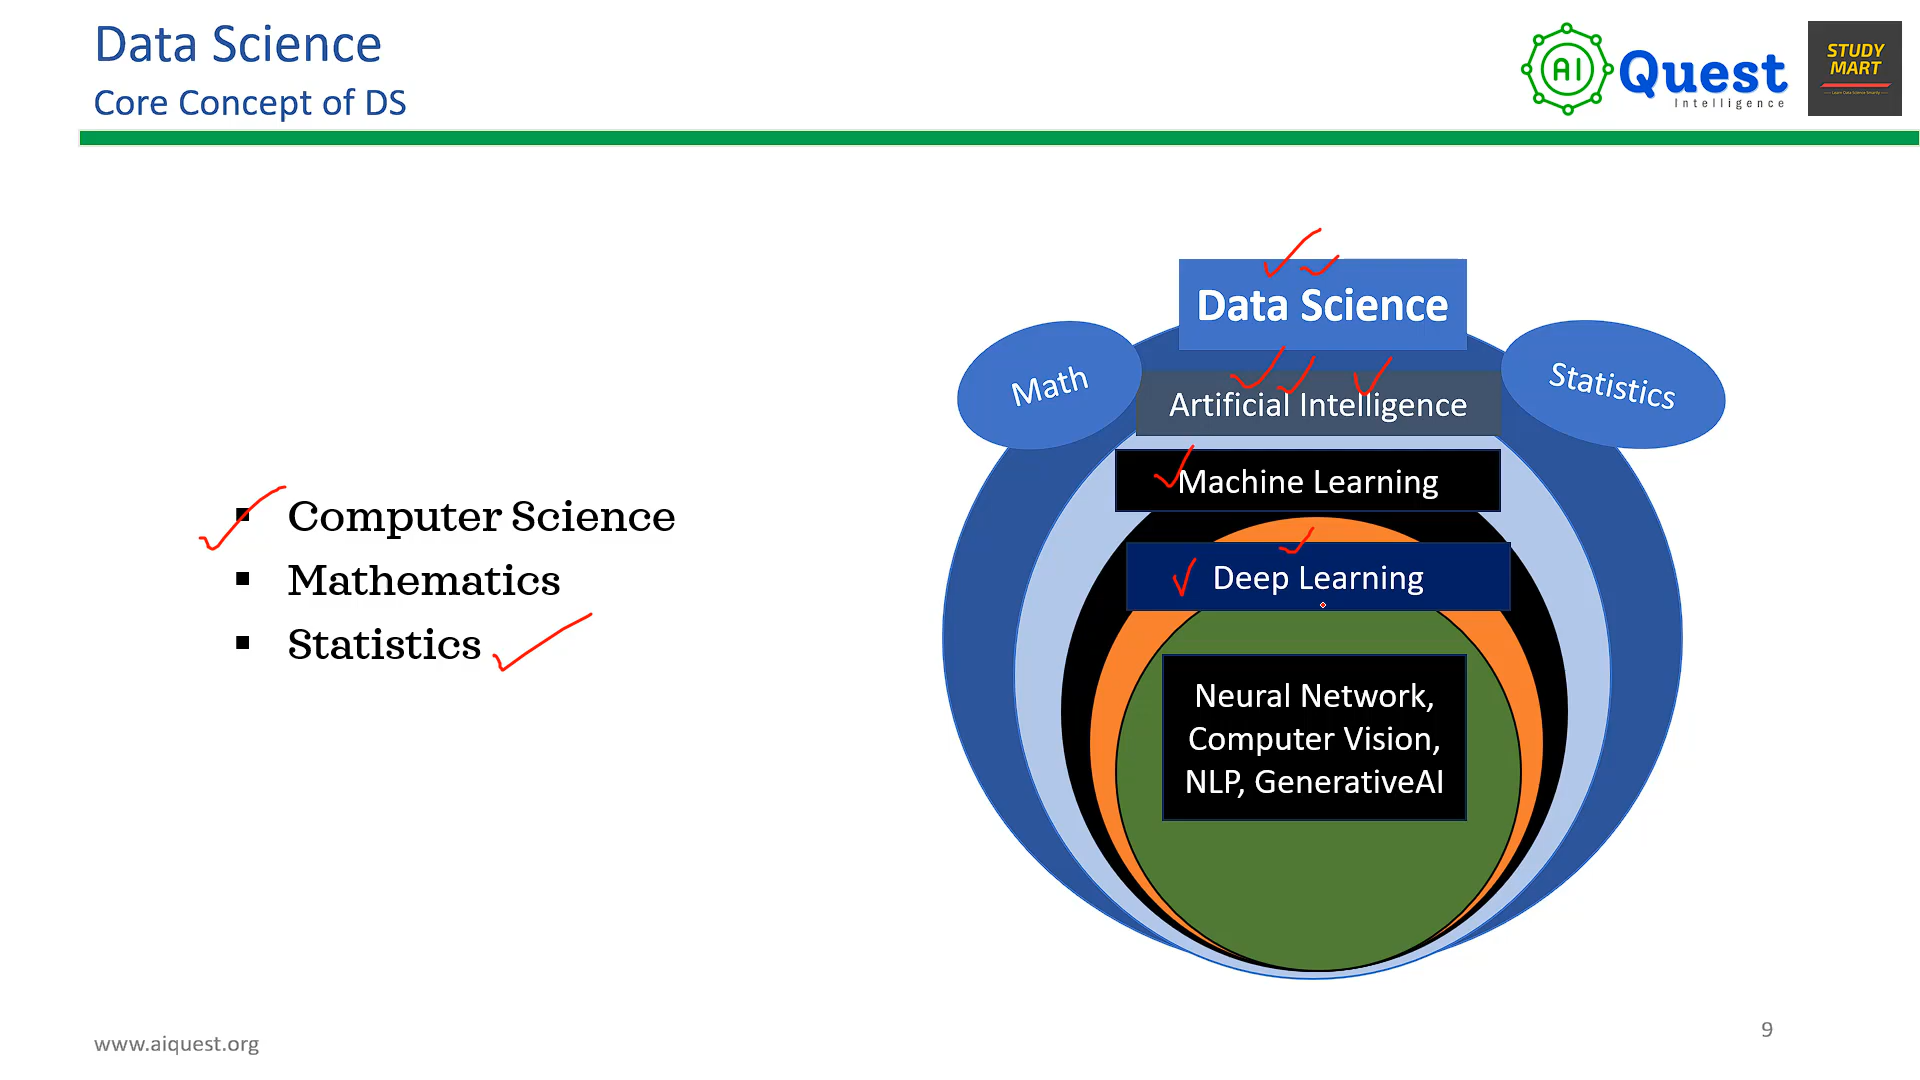 Data Science
Core Concept of DS
AI Quest
Intelligence
STUDY
MART
Computer Science
Mathematics
Statistics
Data Science
Math
Statistics
Artificial Intelligence
Machine Learning
Deep Learning
Neural Network,
Computer Vision,
NLP, GenerativeAI
www.aiquest.org
9